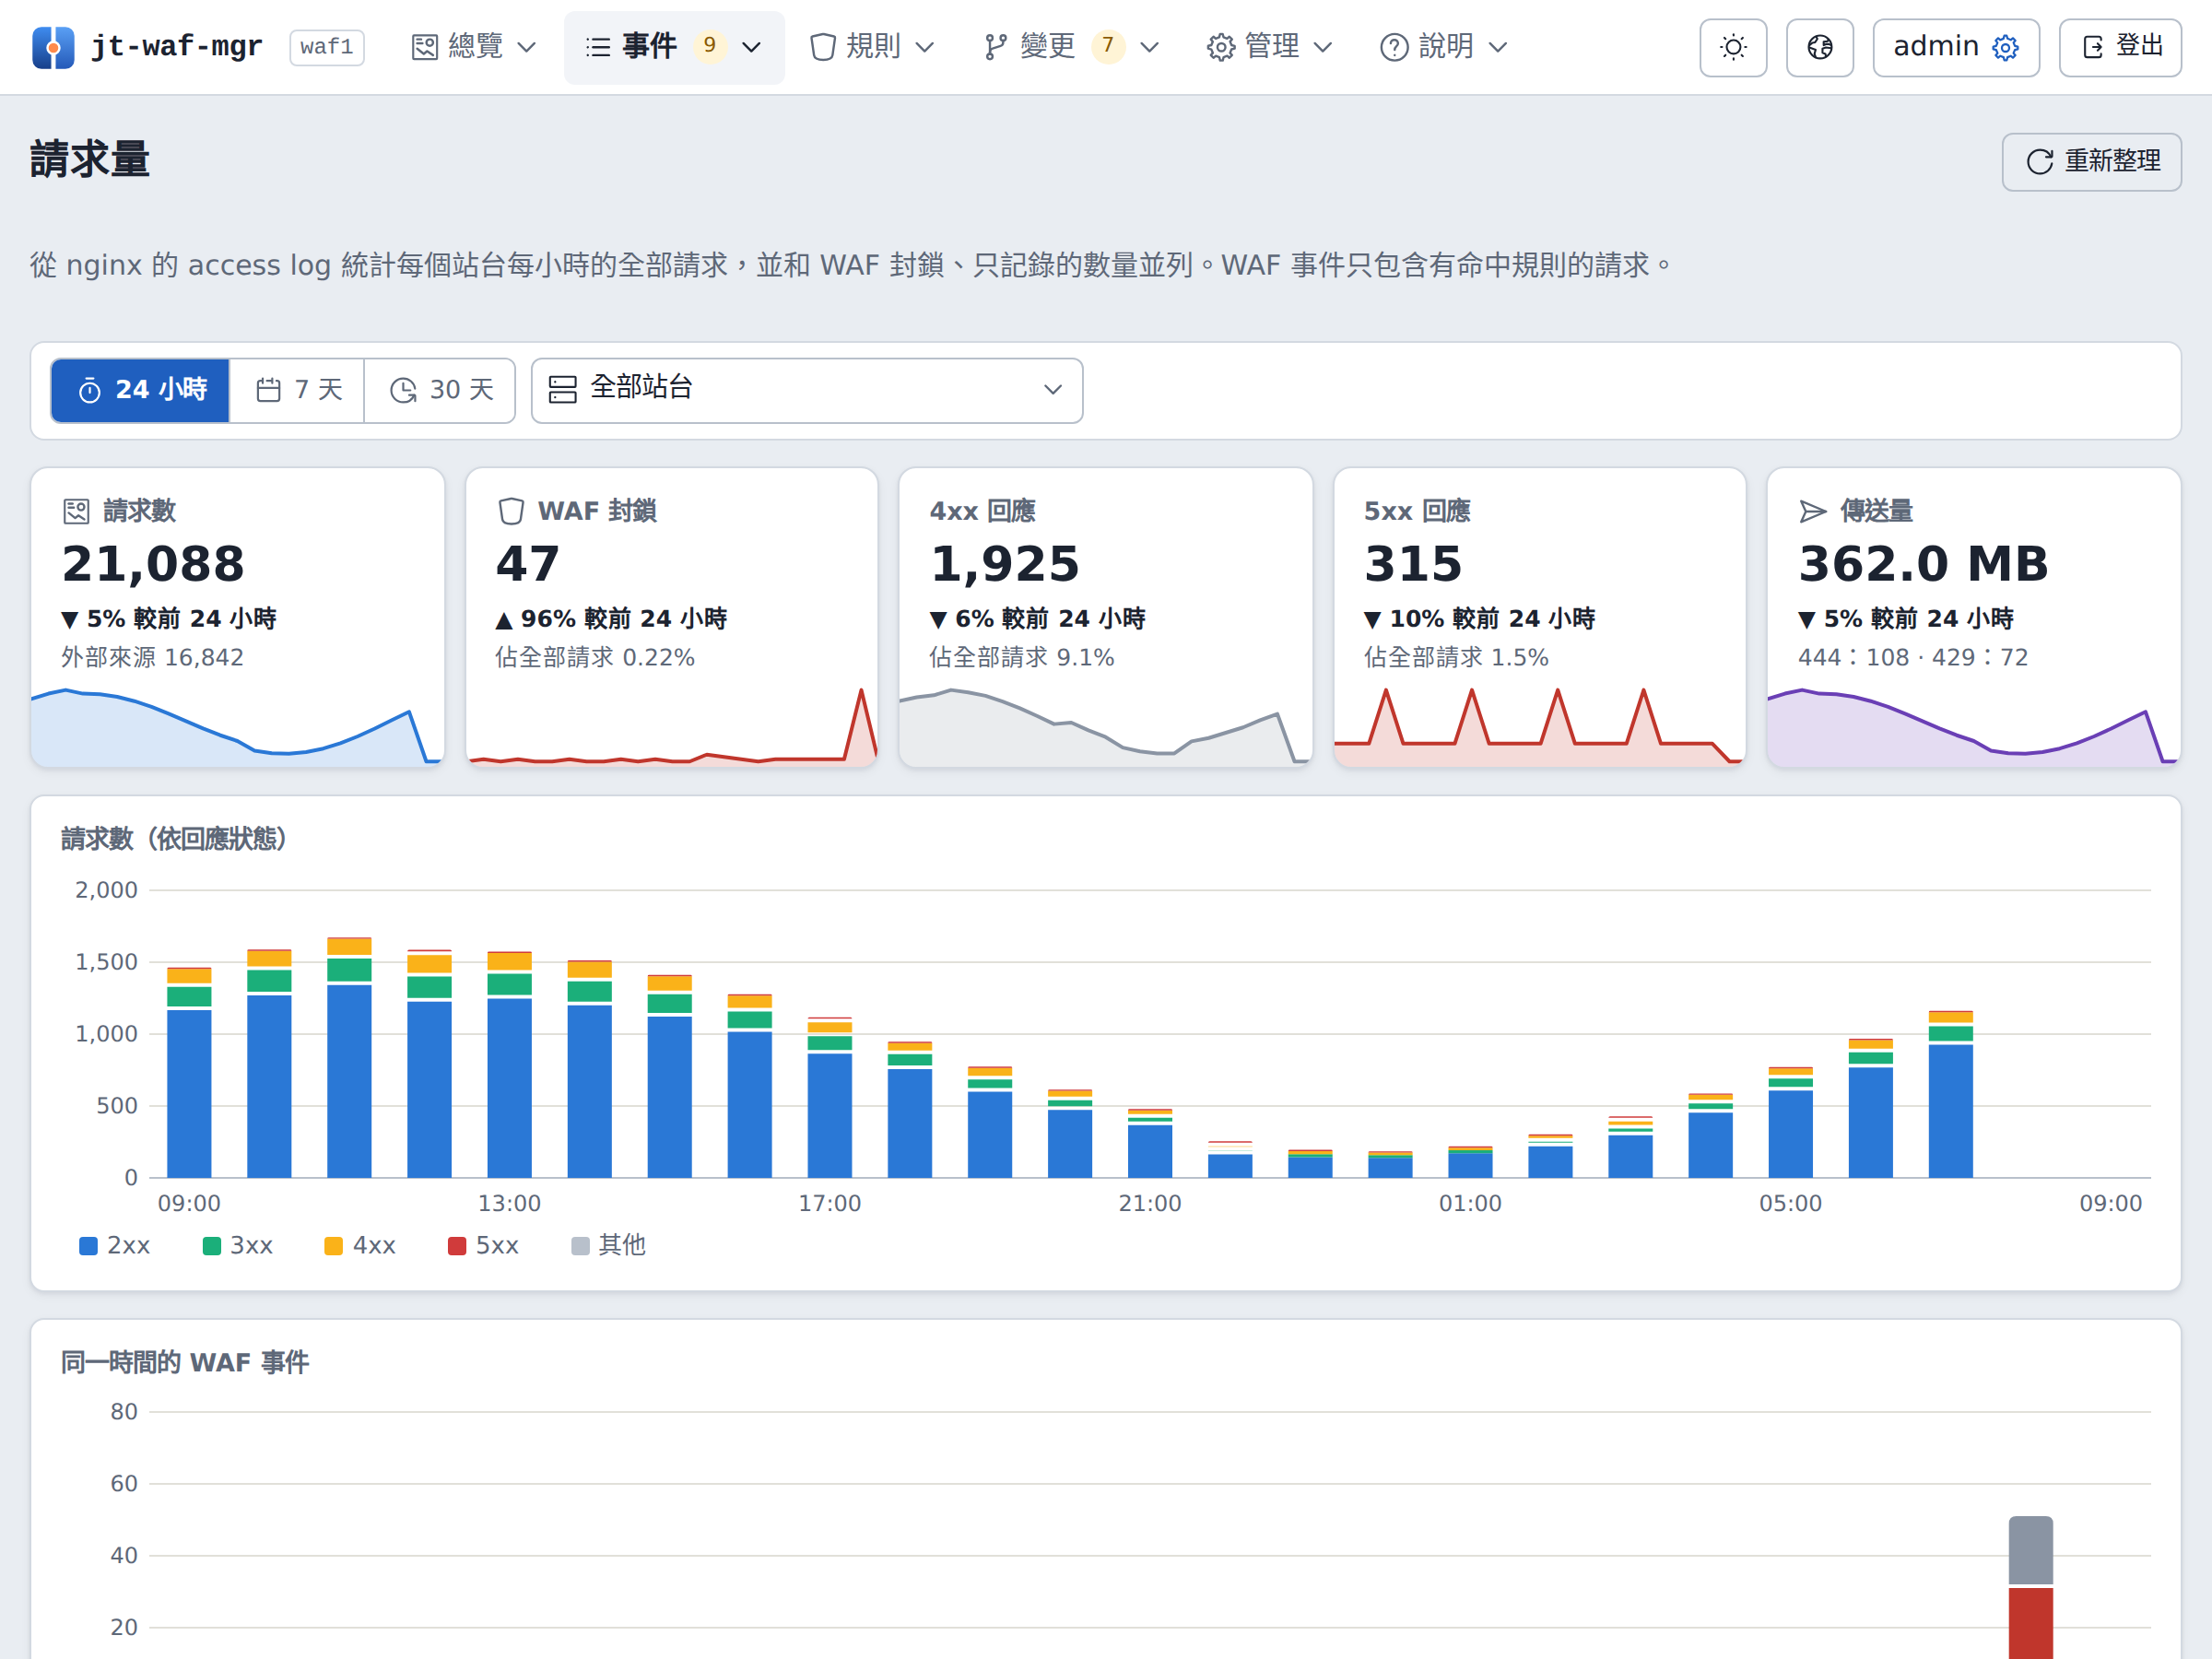 jt-waf-mgr waf1 總覽 事件 9 規則 變更 7 管理 說明 admin 登出
請求量
重新整理
從 nginx 的 access log 統計每個站台每小時的全部請求，並和 WAF 封鎖、只記錄的數量並列。WAF 事件只包含有命中規則的請求。
24 小時 7 天 30 天 全部站台
請求數
21,088
▼ 5% 較前 24 小時
外部來源 16,842
WAF 封鎖
47
▲ 96% 較前 24 小時
佔全部請求 0.22%
4xx 回應
1,925
▼ 6% 較前 24 小時
佔全部請求 9.1%
5xx 回應
315
▼ 10% 較前 24 小時
佔全部請求 1.5%
傳送量
362.0 MB
▼ 5% 較前 24 小時
444：108 · 429：72
請求數（依回應狀態）
2,000
1,500
1,000
500
0
09:00 13:00 17:00 21:00 01:00 05:00 09:00
2xx 3xx 4xx 5xx 其他
同一時間的 WAF 事件
80
60
40
20